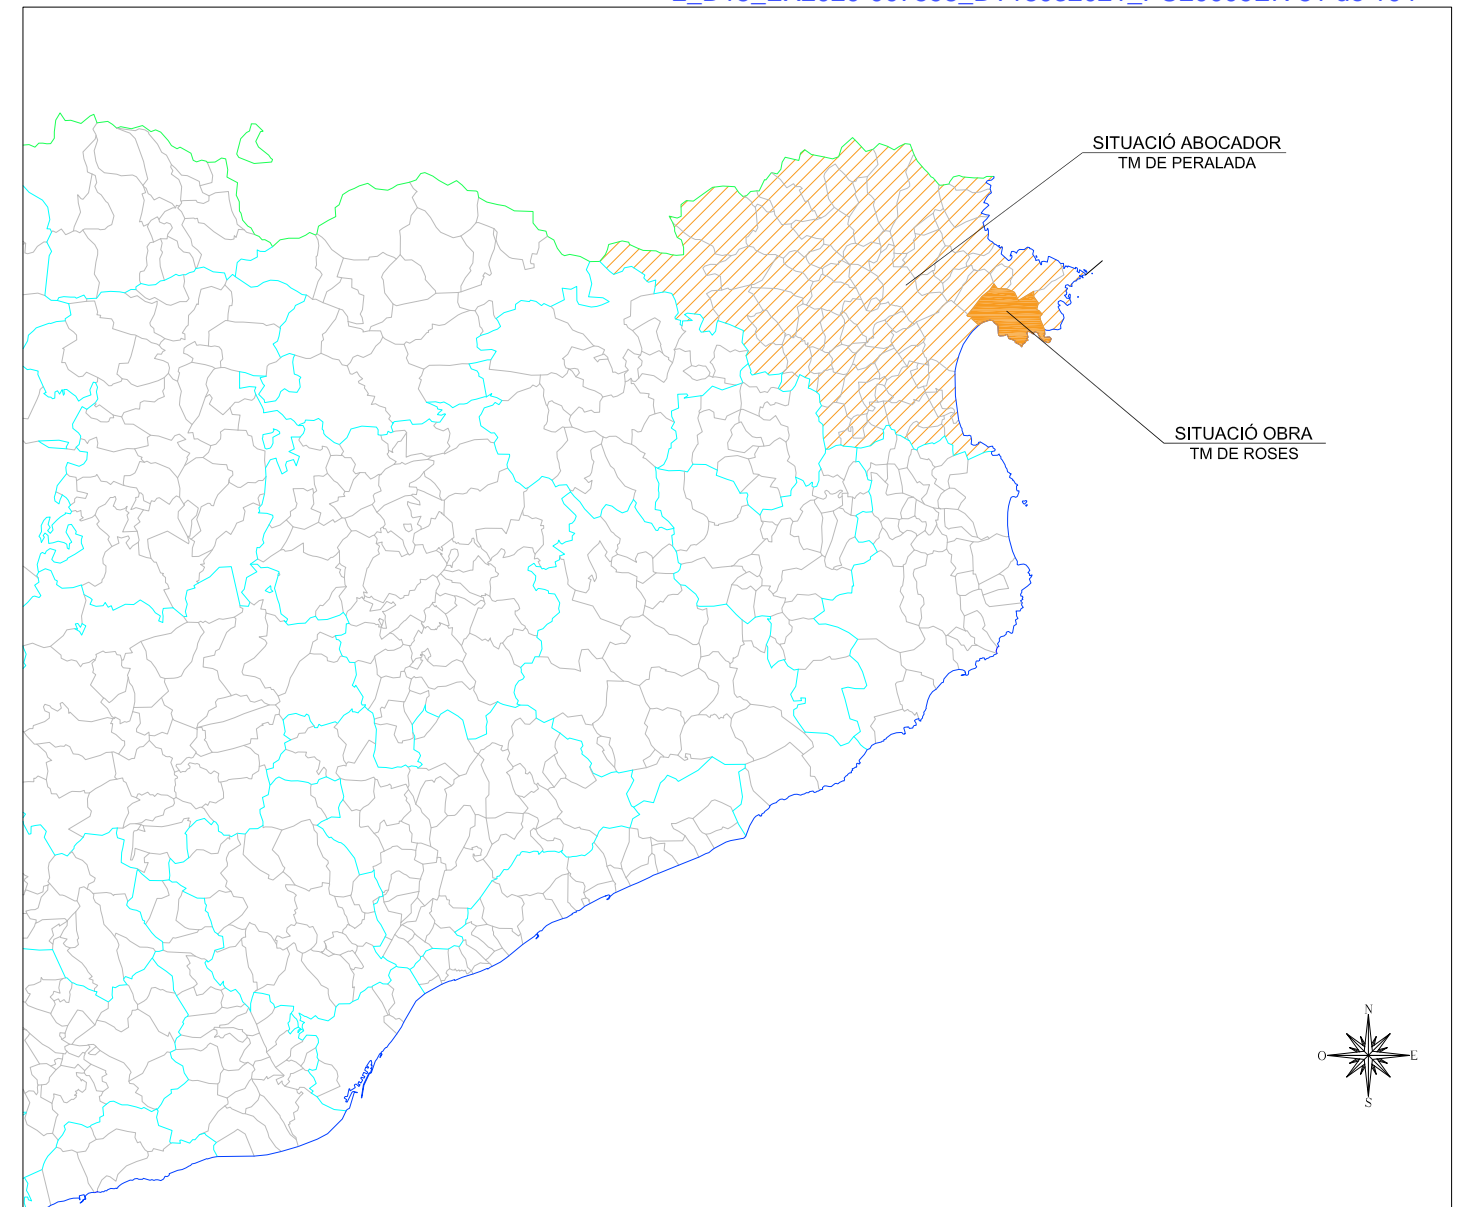 SITUACIÓ ABOCADOR
TM DE PERALADA
SITUACIÓ OBRA
TM DE ROSES
N
O E
S